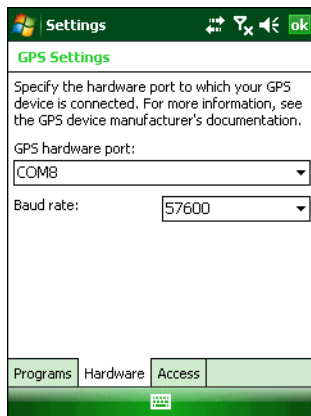 Settings
ok
GPS Settings
Specify the hardware port to which your GPS
device is connected. For more information, see
the GPS device manufacturer's documentation.
GPS hardware port:
COM8
Baud rate:
57600
Programs
Hardware
Access